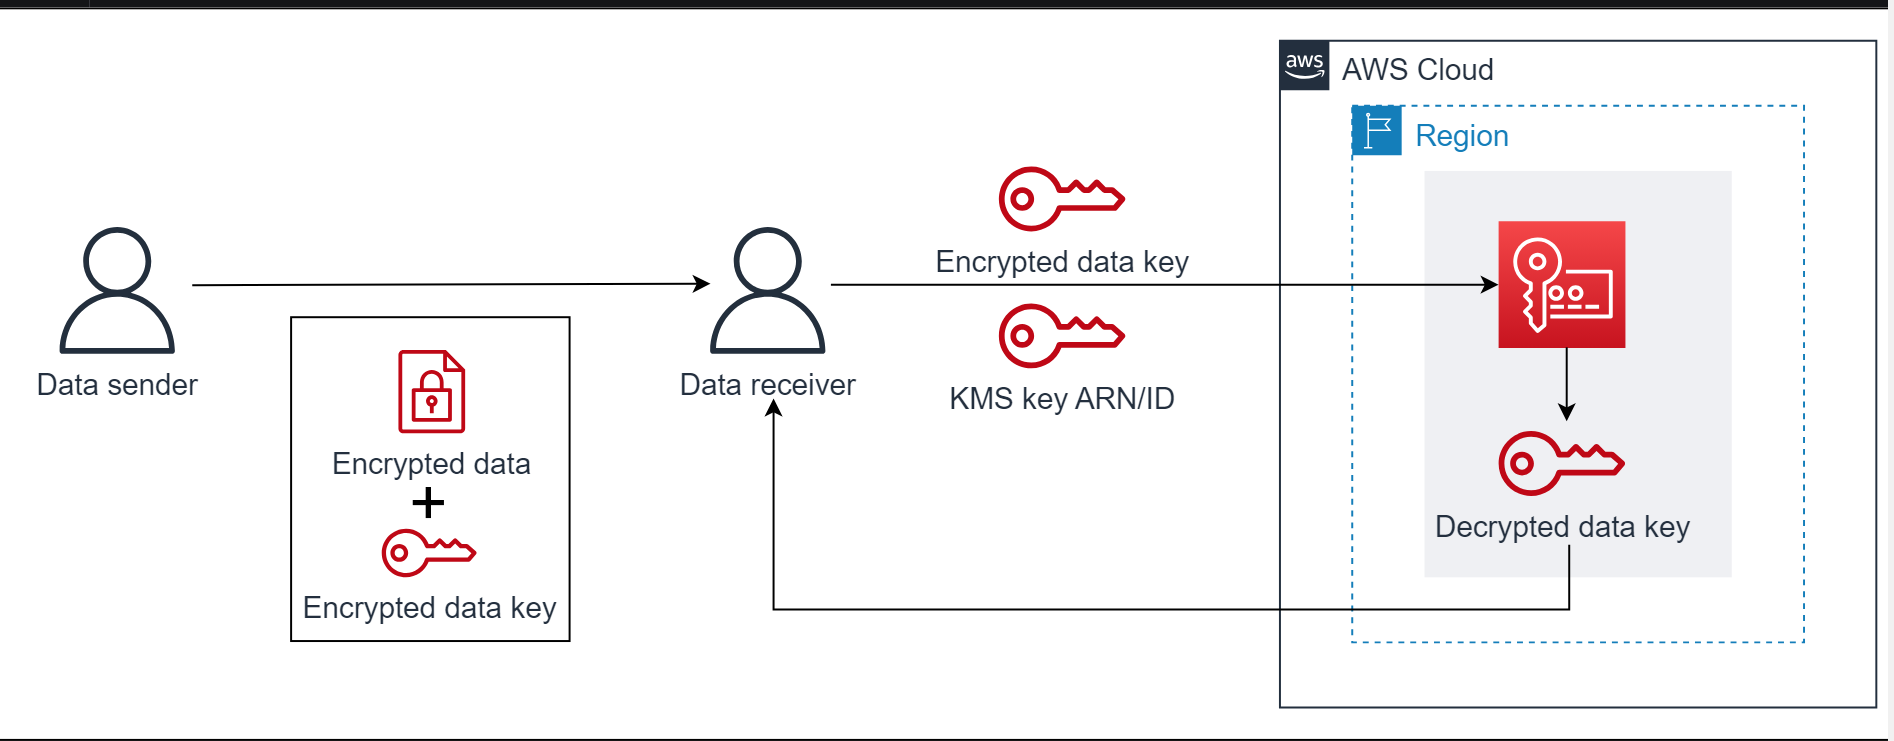 aws
AWS Cloud
Region
Encrypted data key
KMS key ARN/ID
Data sender
Data receiver
Encrypted data
+
Encrypted data key
Decrypted data key